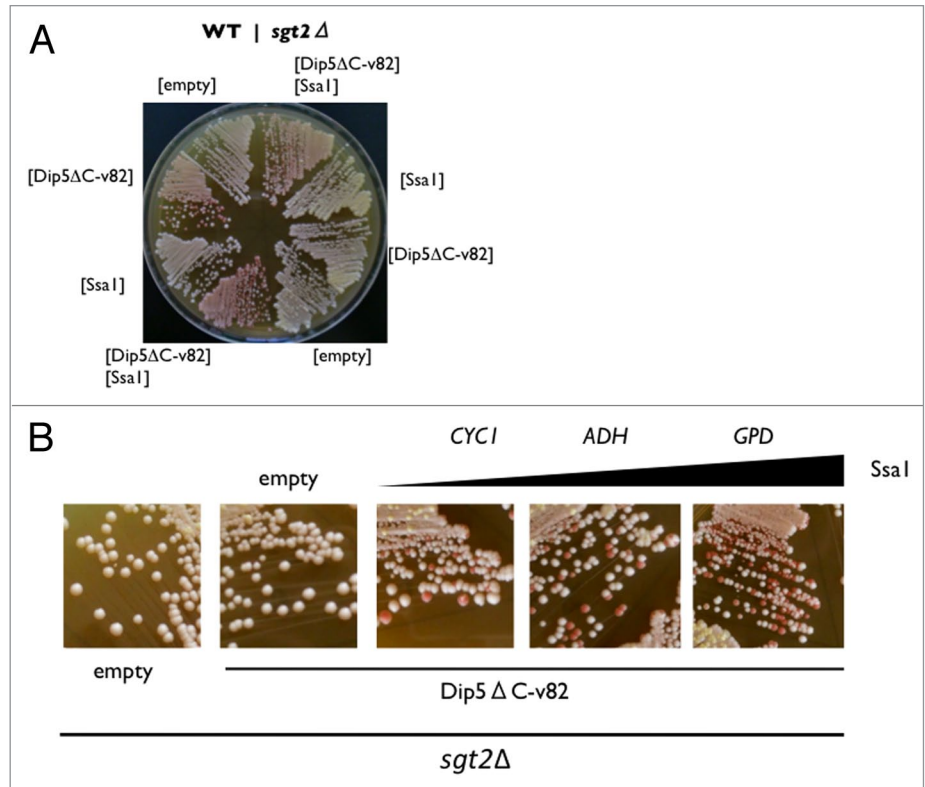 A
WT | sgt2 Δ
[Dip5ΔC-v82]
[Ssa1]
[empty]
[Dip5ΔC-v82]
[Ssa1]
[Dip5ΔC-v82]
[Ssa1]
[Dip5ΔC-v82]
[Ssa1]
[empty]
B
CYC1 ADH GPD
empty
Ssa1
empty
Dip5 Δ C-v82
sgt2Δ